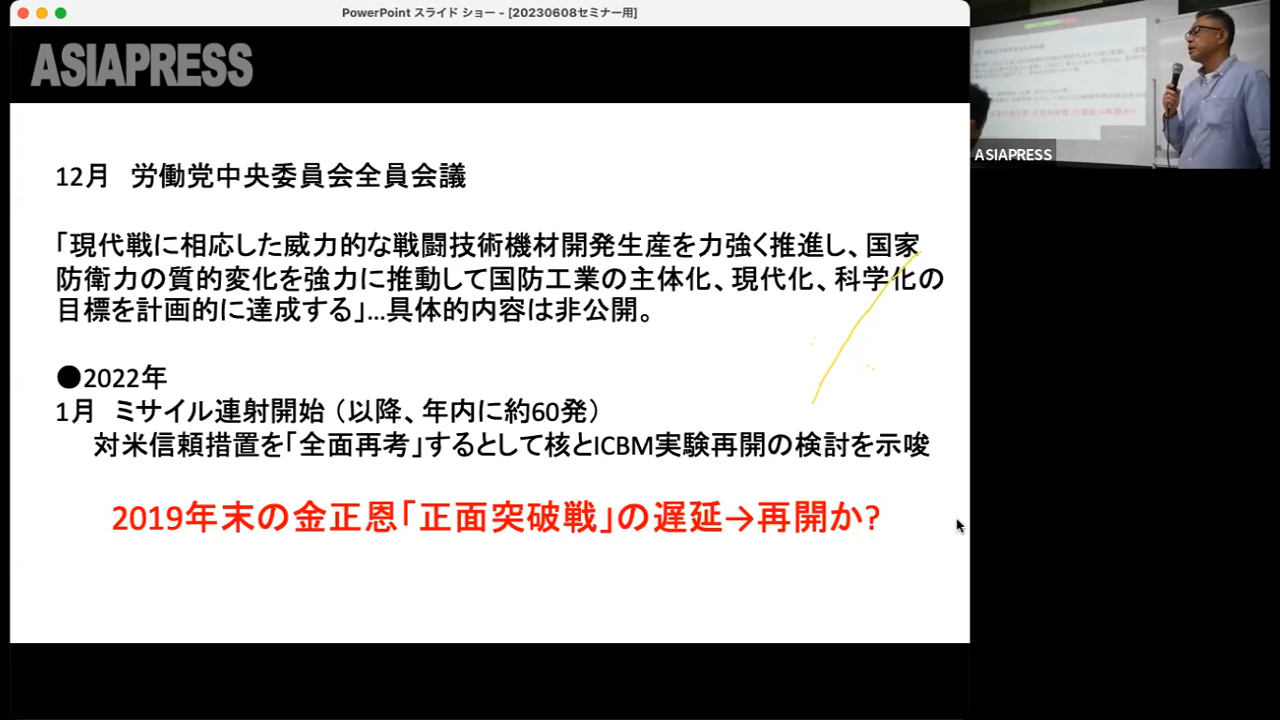 PowerPoint スライド ショー - [20230608セミナー用]
ASIAPRESS
12月　労働党中央委員会全員会議
「現代戦に相応した威力的な戦闘技術機材開発生産を力強く推進し、国家
防衛力の質的変化を強力に推動して国防工業の主体化、現代化、科学化の
目標を計画的に達成する」…具体的内容は非公開。
●2022年
1月　ミサイル連射開始（以降、年内に約60発）
対米信頼措置を「全面再考」するとして核とICBM実験再開の検討を示唆
2019年末の金正恩「正面突破戦」の遅延→再開か?
ASIAPRESS